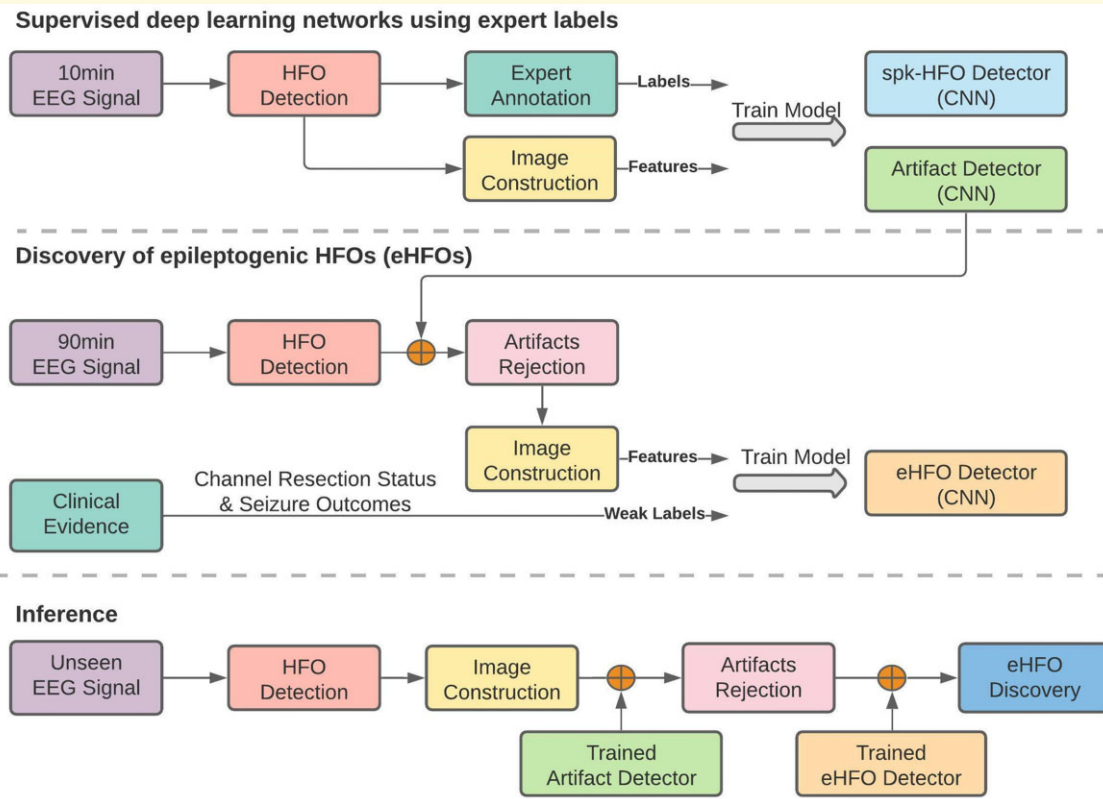 Supervised deep learning networks using expert labels
10min
EEG Signal
HFO
Detection
Expert
Annotation
Labels
Image
Construction
Features
Train Model
spk-HFO Detector
(CNN)
Artifact Detector
(CNN)
Discovery of epileptogenic HFOs (eHFOs)
90min
EEG Signal
HFO
Detection
Artifacts
Rejection
Image
Construction
Features
Clinical
Evidence
Channel Resection Status
& Seizure Outcomes
Weak Labels
Train Model
eHFO Detector
(CNN)
Inference
Unseen
EEG Signal
HFO
Detection
Image
Construction
Artifacts
Rejection
eHFO
Discovery
Trained
Artifact Detector
Trained
eHFO Detector